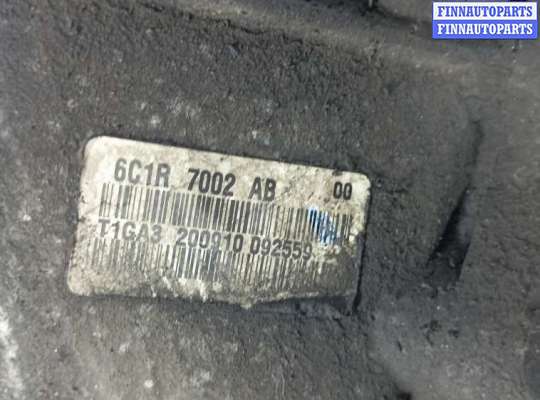 FINNAUTOPARTS
FINNAUTOPARTS
6C1R 7002 AB 00
T1GA3 200910 092559